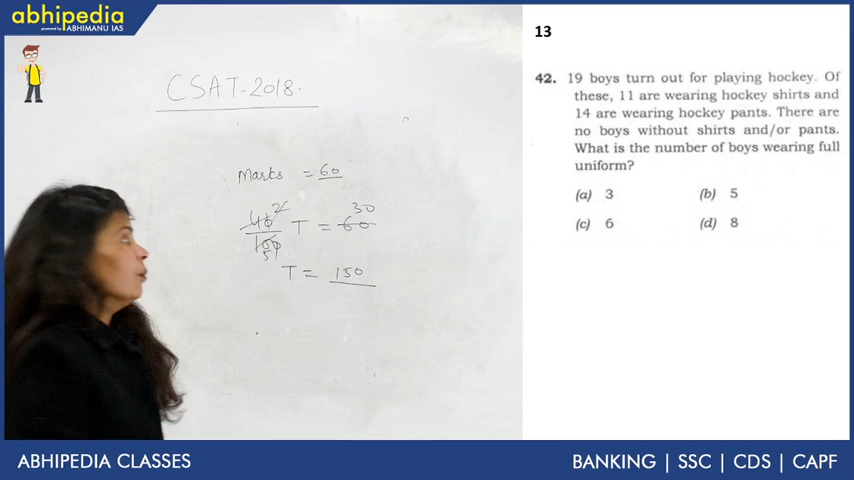 abhipedia
powered by ABHIMANU IAS
CSAT-2018.
Marks = 60
40 2 T = 60 30
100 5
T = 150
13
42. 19 boys turn out for playing hockey. Of
these, 11 are wearing hockey shirts and
14 are wearing hockey pants. There are
no boys without shirts and/or pants.
What is the number of boys wearing full
uniform?
(a) 3
(b) 5
(c) 6
(d) 8
ABHIPEDIA CLASSES
BANKING | SSC | CDS | CAPF